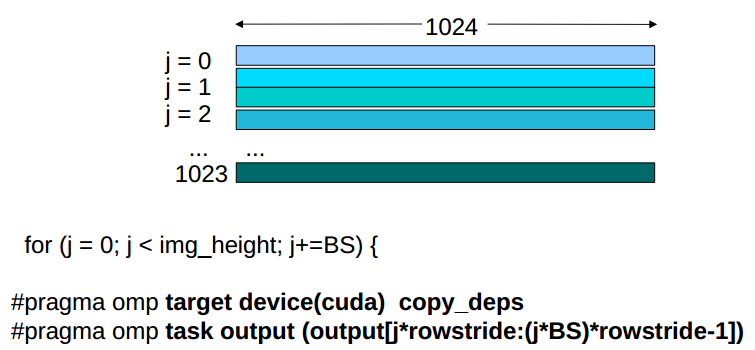 1024
j = 0
j = 1
j = 2
... ...
1023
for (j = 0; j < img_height; j+=BS) {
#pragma omp target device(cuda) copy_deps
#pragma omp task output (output[j*rowstride:(j*BS)*rowstride-1])